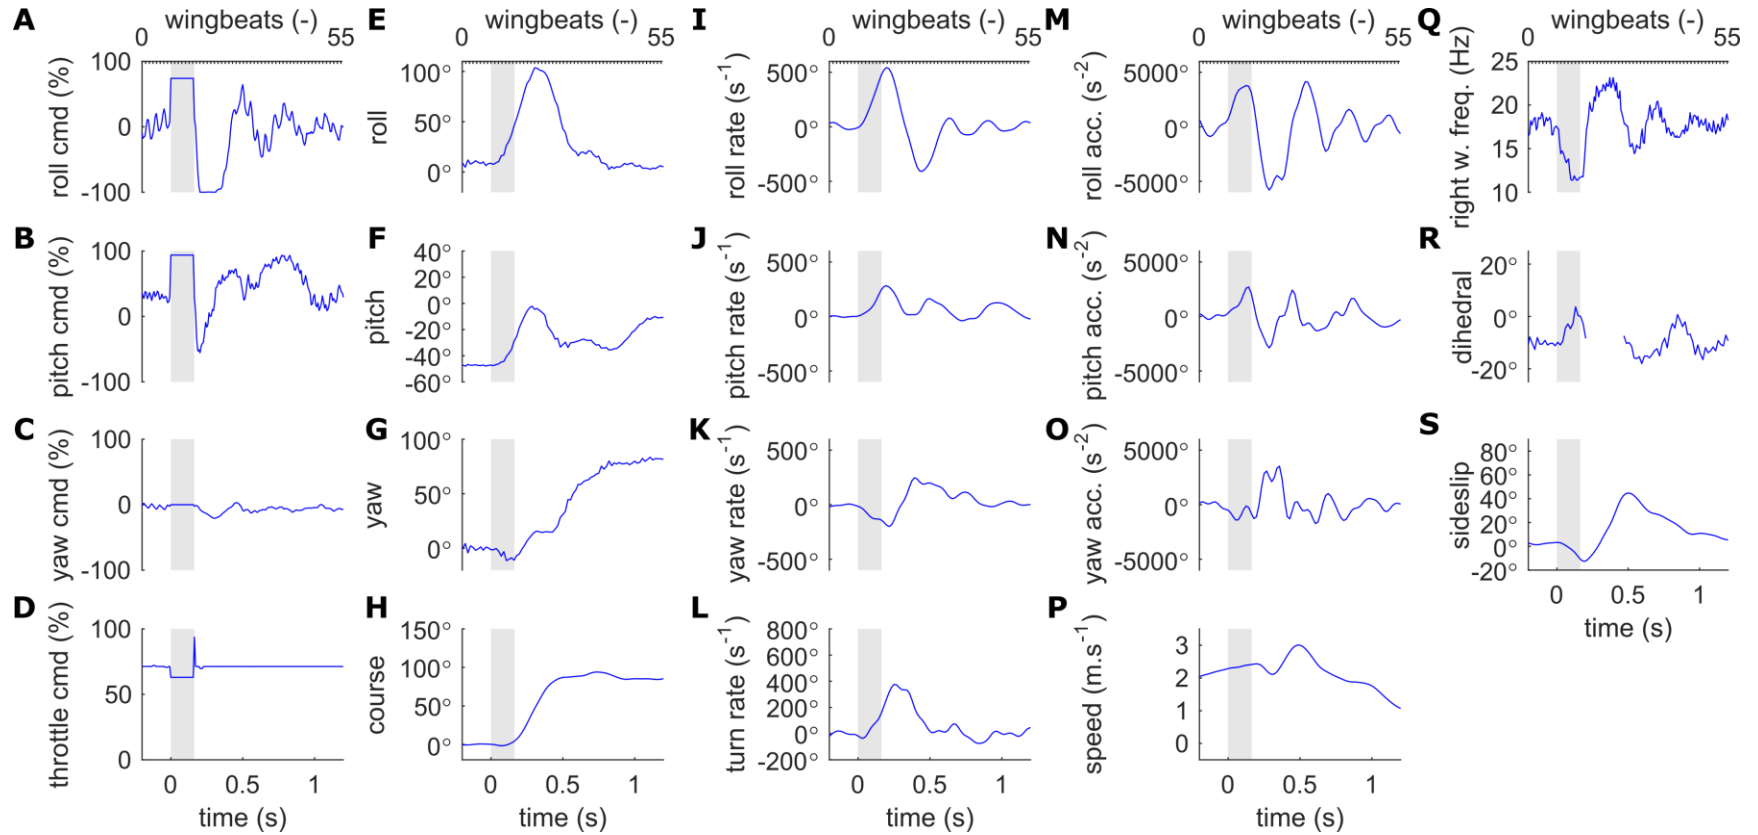 A wingbeats (-) E wingbeats (-) I wingbeats (-) M wingbeats (-) Q wingbeats (-)
0 55 0 55 0 55 0 55
roll cmd (%)
100
0
-100
roll
100°
50°
0°
roll rate (s-1)
500°
0°
-500°
roll acc. (s-2)
5000°
0°
-5000°
right w. freq. (Hz)
25
20
15
10
B
pitch cmd (%)
100
0
-100
F
pitch
40°
20°
0°
-20°
-40°
-60°
J
pitch rate (s-1)
500°
0°
-500°
N
pitch acc. (s-2)
5000°
0°
-5000°
R
dihedral
20°
0°
-20°
C
yaw cmd (%)
100
0
-100
G
yaw
100°
50°
0°
K
yaw rate (s-1)
500°
0°
-500°
O
yaw acc. (s-2)
5000°
0°
-5000°
S
sideslip
80°
60°
40°
20°
0°
-20°
0 0.5 1
time (s)
D
throttle cmd (%)
100
50
0
0 0.5 1
time (s)
H
course
150°
100°
50°
0°
0 0.5 1
time (s)
L
turn rate (s-1)
800°
600°
400°
200°
0°
-200°
0 0.5 1
time (s)
P
speed (m.s-1)
3
2
1
0
0 0.5 1
time (s)